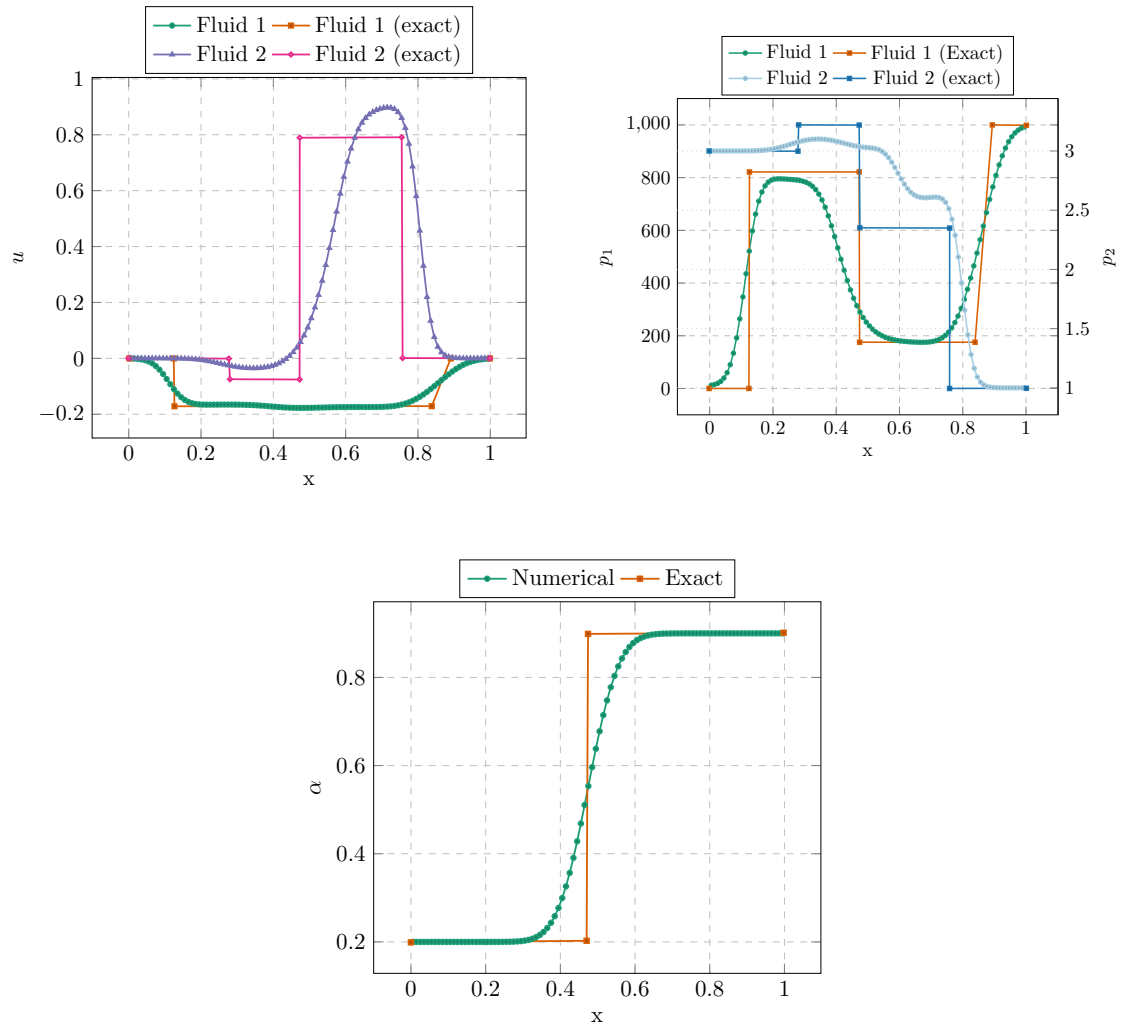 Fluid 1 Fluid 1 (exact)
Fluid 2 Fluid 2 (exact)
1
0.8
0.6
0.4
0.2
0
−0.2
u
0 0.2 0.4 0.6 0.8 1
x
Fluid 1 Fluid 1 (Exact)
Fluid 2 Fluid 2 (exact)
1,000
800
600
400
200
0
p1
3
2.5
2
1.5
1
p2
0 0.2 0.4 0.6 0.8 1
x
Numerical Exact
0.8
0.6
0.4
0.2
α
0 0.2 0.4 0.6 0.8 1
x